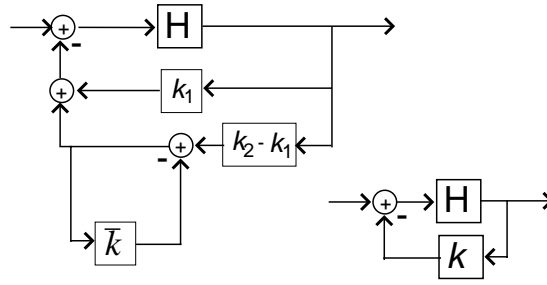 +
H
-
+
k₁
+
k₂ - k₁
-
k̅
+
H
-
k